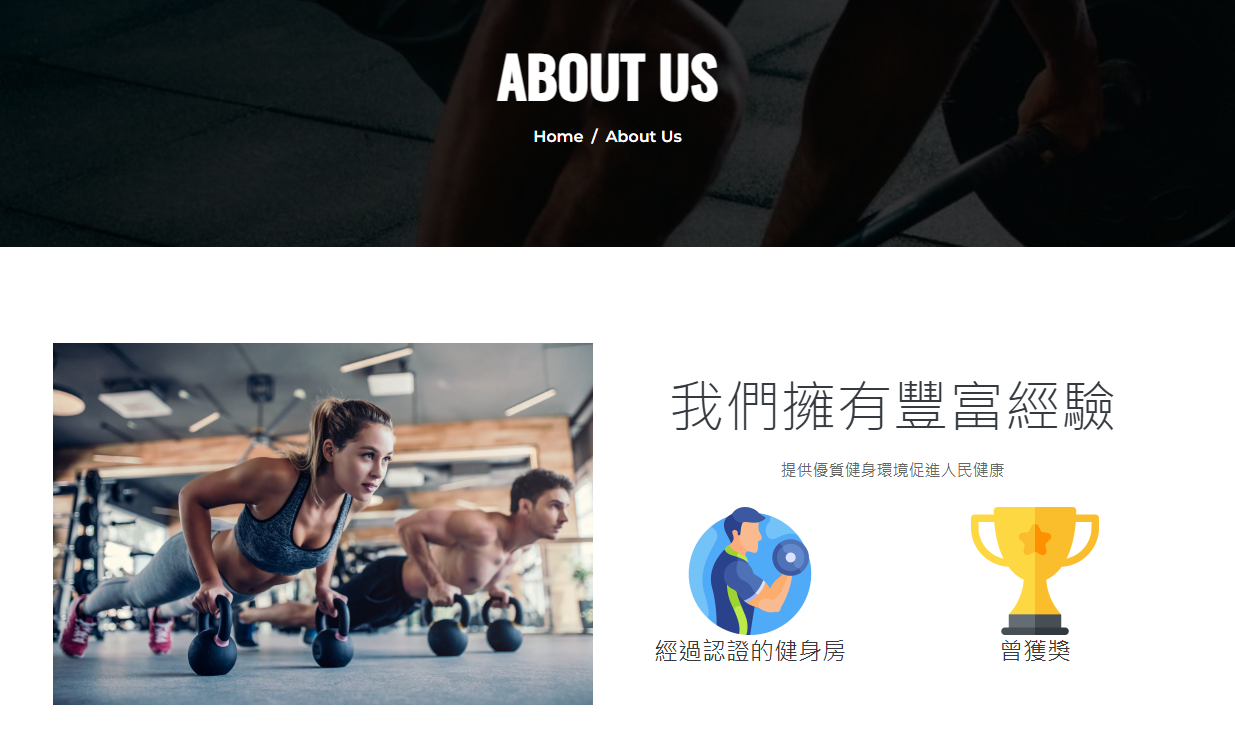 ABOUT US
Home / About Us
我們擁有豐富經驗
提供優質健身環境促進人民健康
經過認證的健身房
曾獲獎